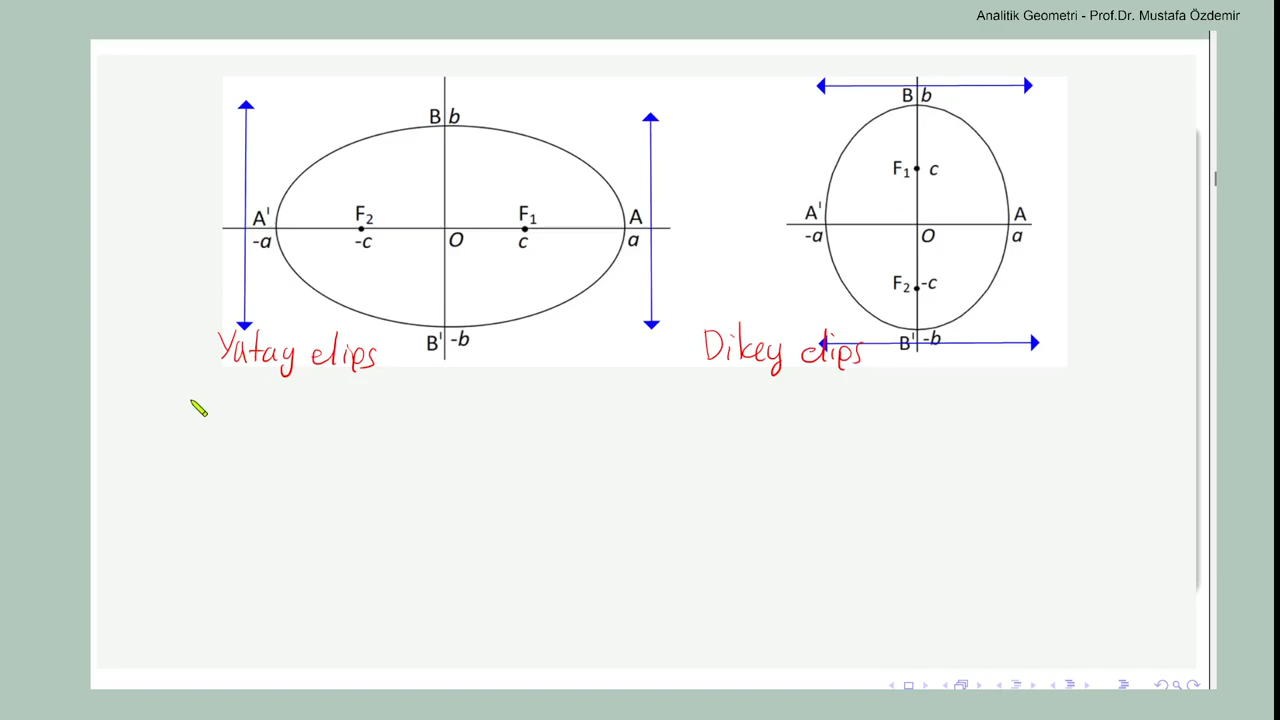 Analitik Geometri - Prof.Dr. Mustafa Özdemir
B b
A' F₂ F₁ A
-a -c O c a
B' -b
Yatay elips
B b
F₁ c
A' A
-a O a
F₂ -c
B' -b
Dikey elips